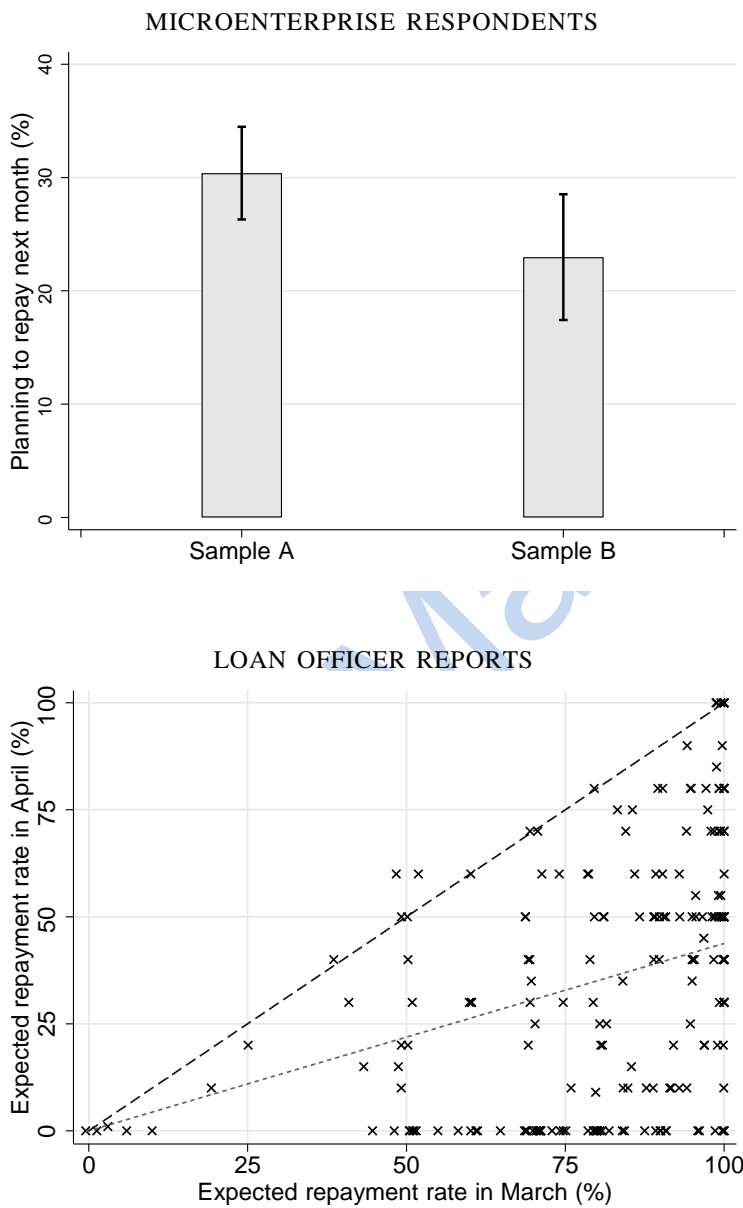 MICROENTERPRISE RESPONDENTS
Planning to repay next month (%)
40
30
20
10
0
Sample A
Sample B
LOAN OFFICER REPORTS
Expected repayment rate in April (%)
100
75
50
25
0
0
25
50
75
100
Expected repayment rate in March (%)